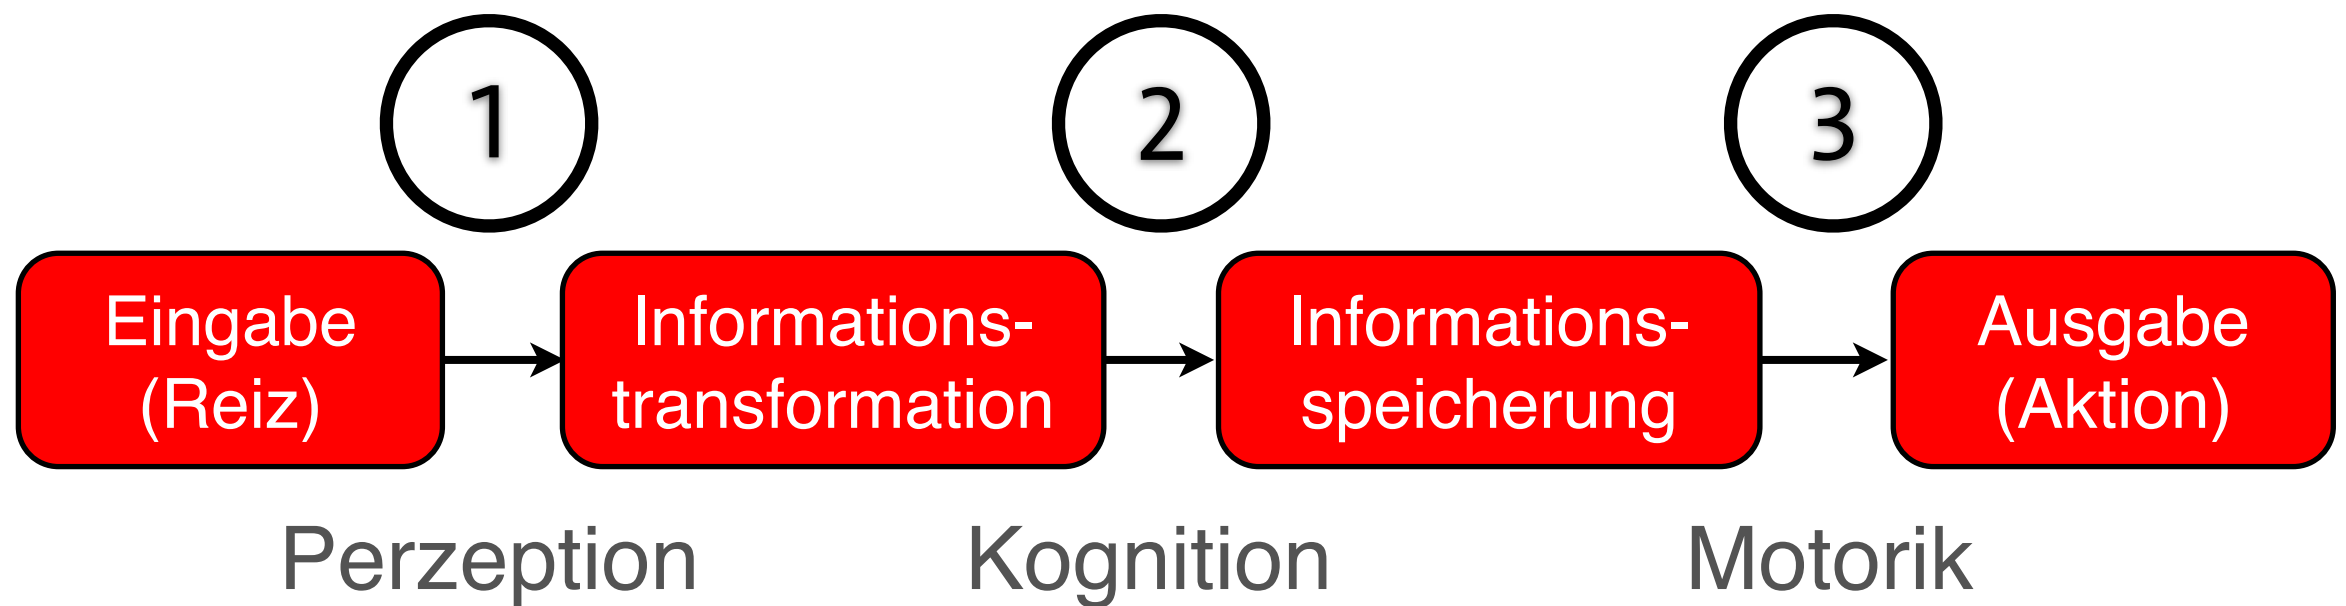 1
2
3
Eingabe
(Reiz)
Informations-
transformation
Informations-
speicherung
Ausgabe
(Aktion)
Perzeption
Kognition
Motorik